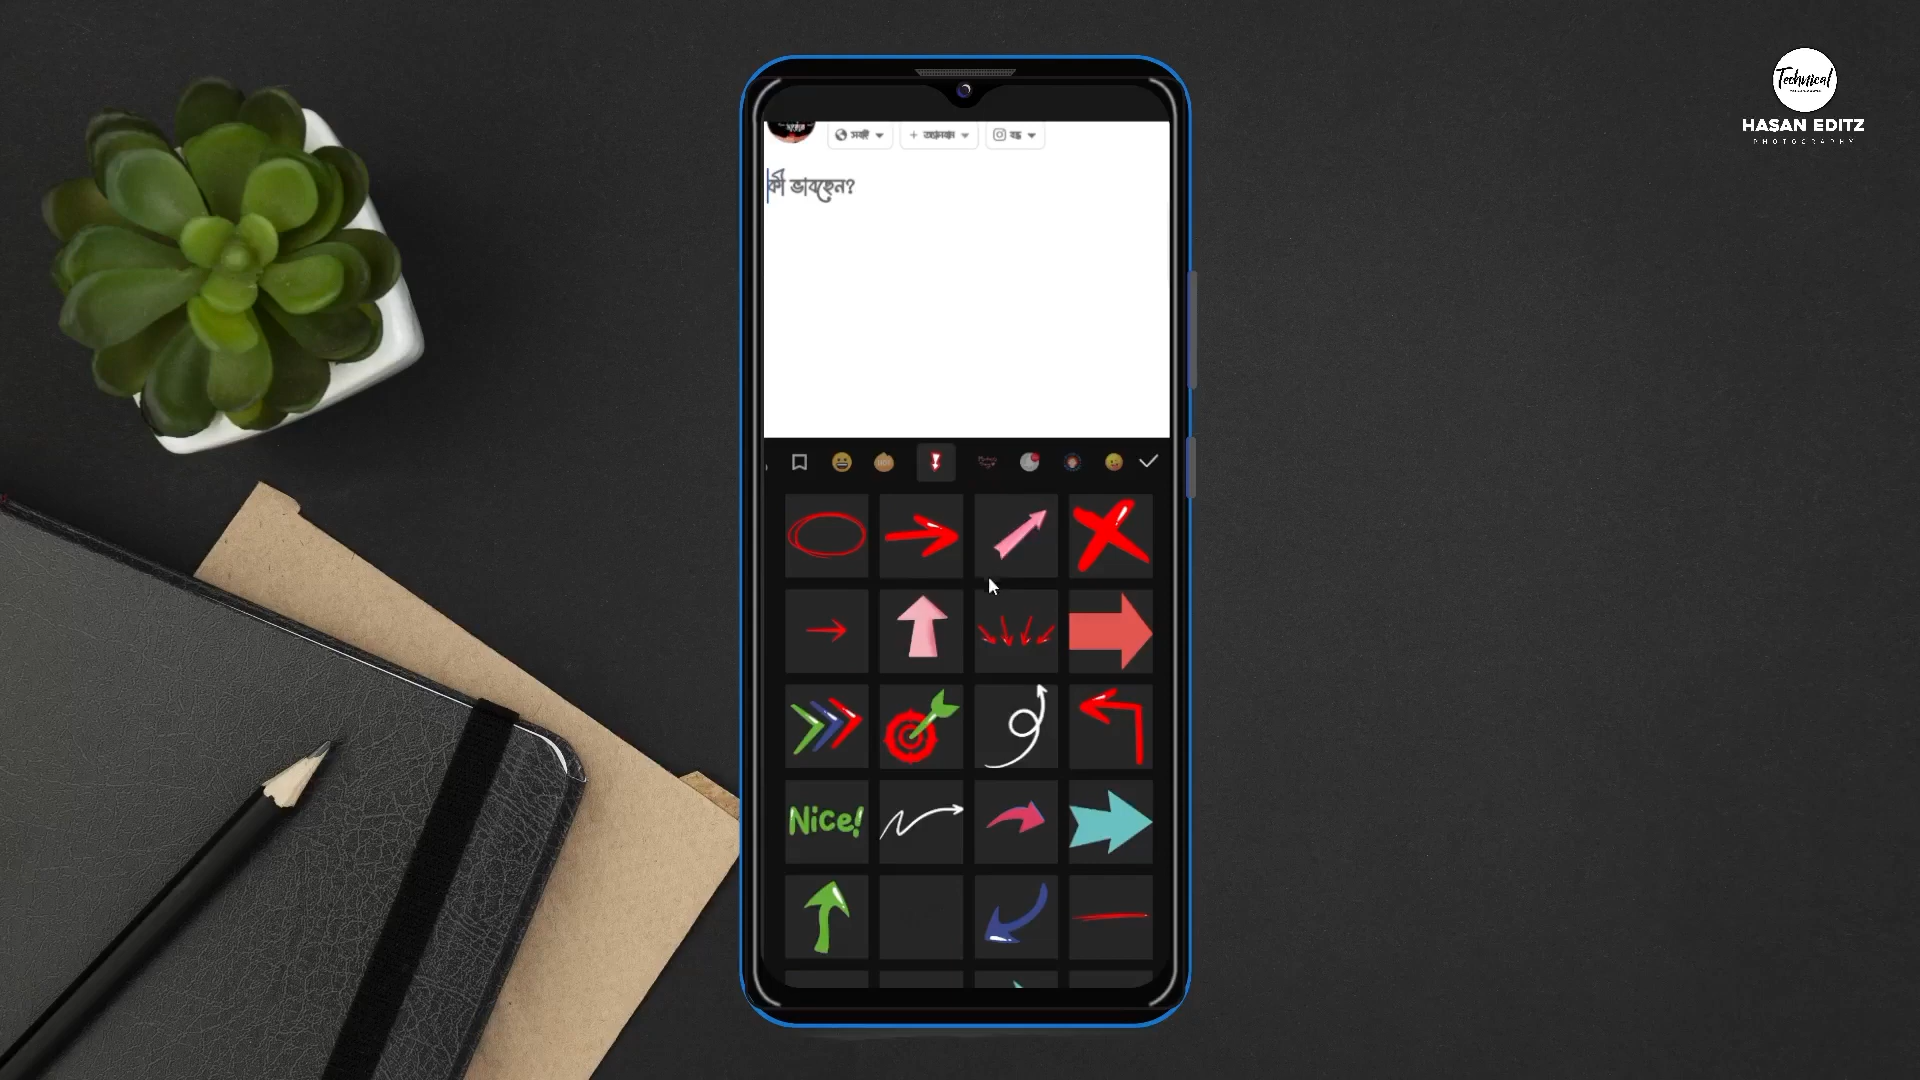 Technical
HASAN EDITZ
PHOTOGRAPHY
সবাই
+ অ্যালবাম
বন্ধ
কী ভাবছেন?
Nice!